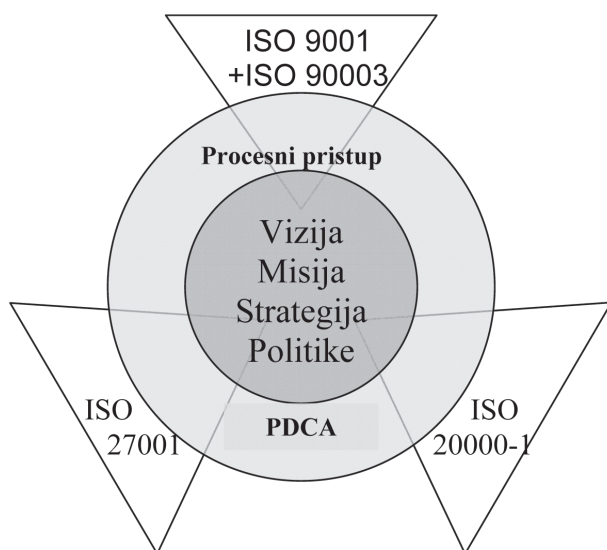 ISO 9001
+ISO 90003
Procesni pristup
Vizija
Misija
Strategija
Politike
PDCA
ISO
27001
ISO
20000-1